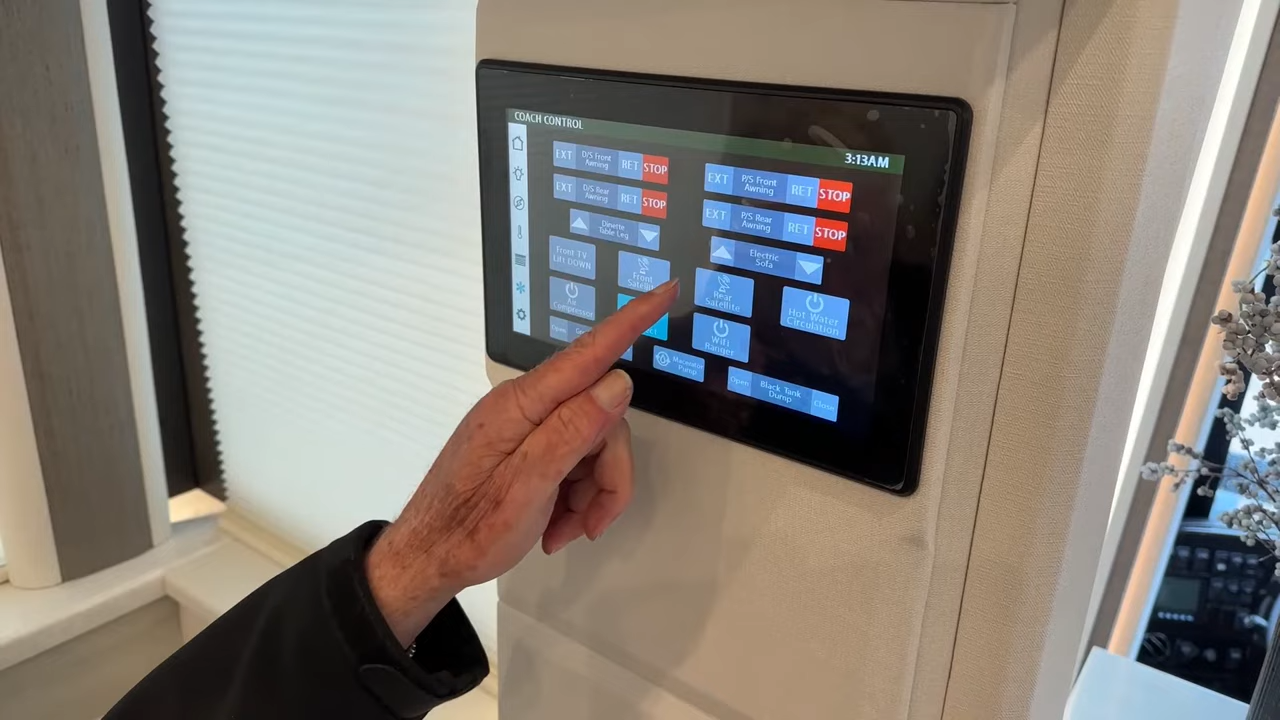 COACH CONTROL
3:13AM
EXT D/S Front Awning RET STOP
EXT P/S Front Awning RET STOP
EXT D/S Rear Awning RET STOP
EXT P/S Rear Awning RET STOP
Dinette Table Leg
Electric Sofa
Front TV Lift DOWN
Front
Rear Satellite
Hot Water Circulation
Air Compressor
Wifi Ranger
Open
Macerator Pump
Open Black Tank Dump Close